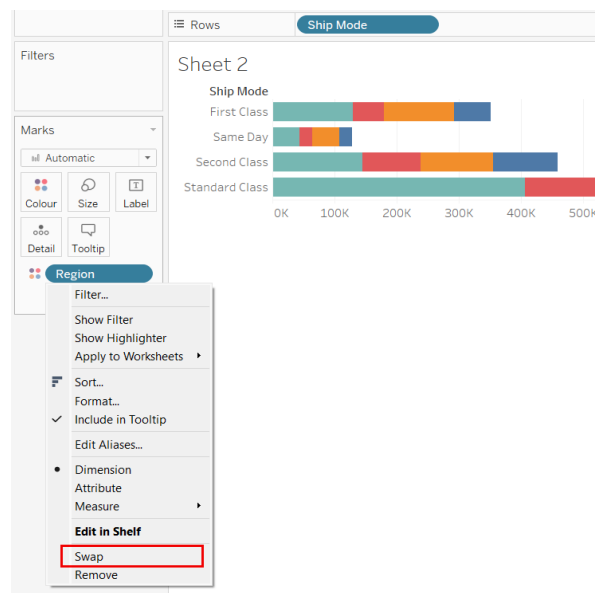 Rows
Ship Mode
Filters
Sheet 2
Ship Mode
First Class
Same Day
Second Class
Standard Class
0K 100K 200K 300K 400K 500K
Marks
Automatic
Colour Size T Label
Detail Tooltip
Region
Filter...
Show Filter
Show Highlighter
Apply to Worksheets
Sort...
Format...
Include in Tooltip
Edit Aliases...
Dimension
Attribute
Measure
Edit in Shelf
Swap
Remove